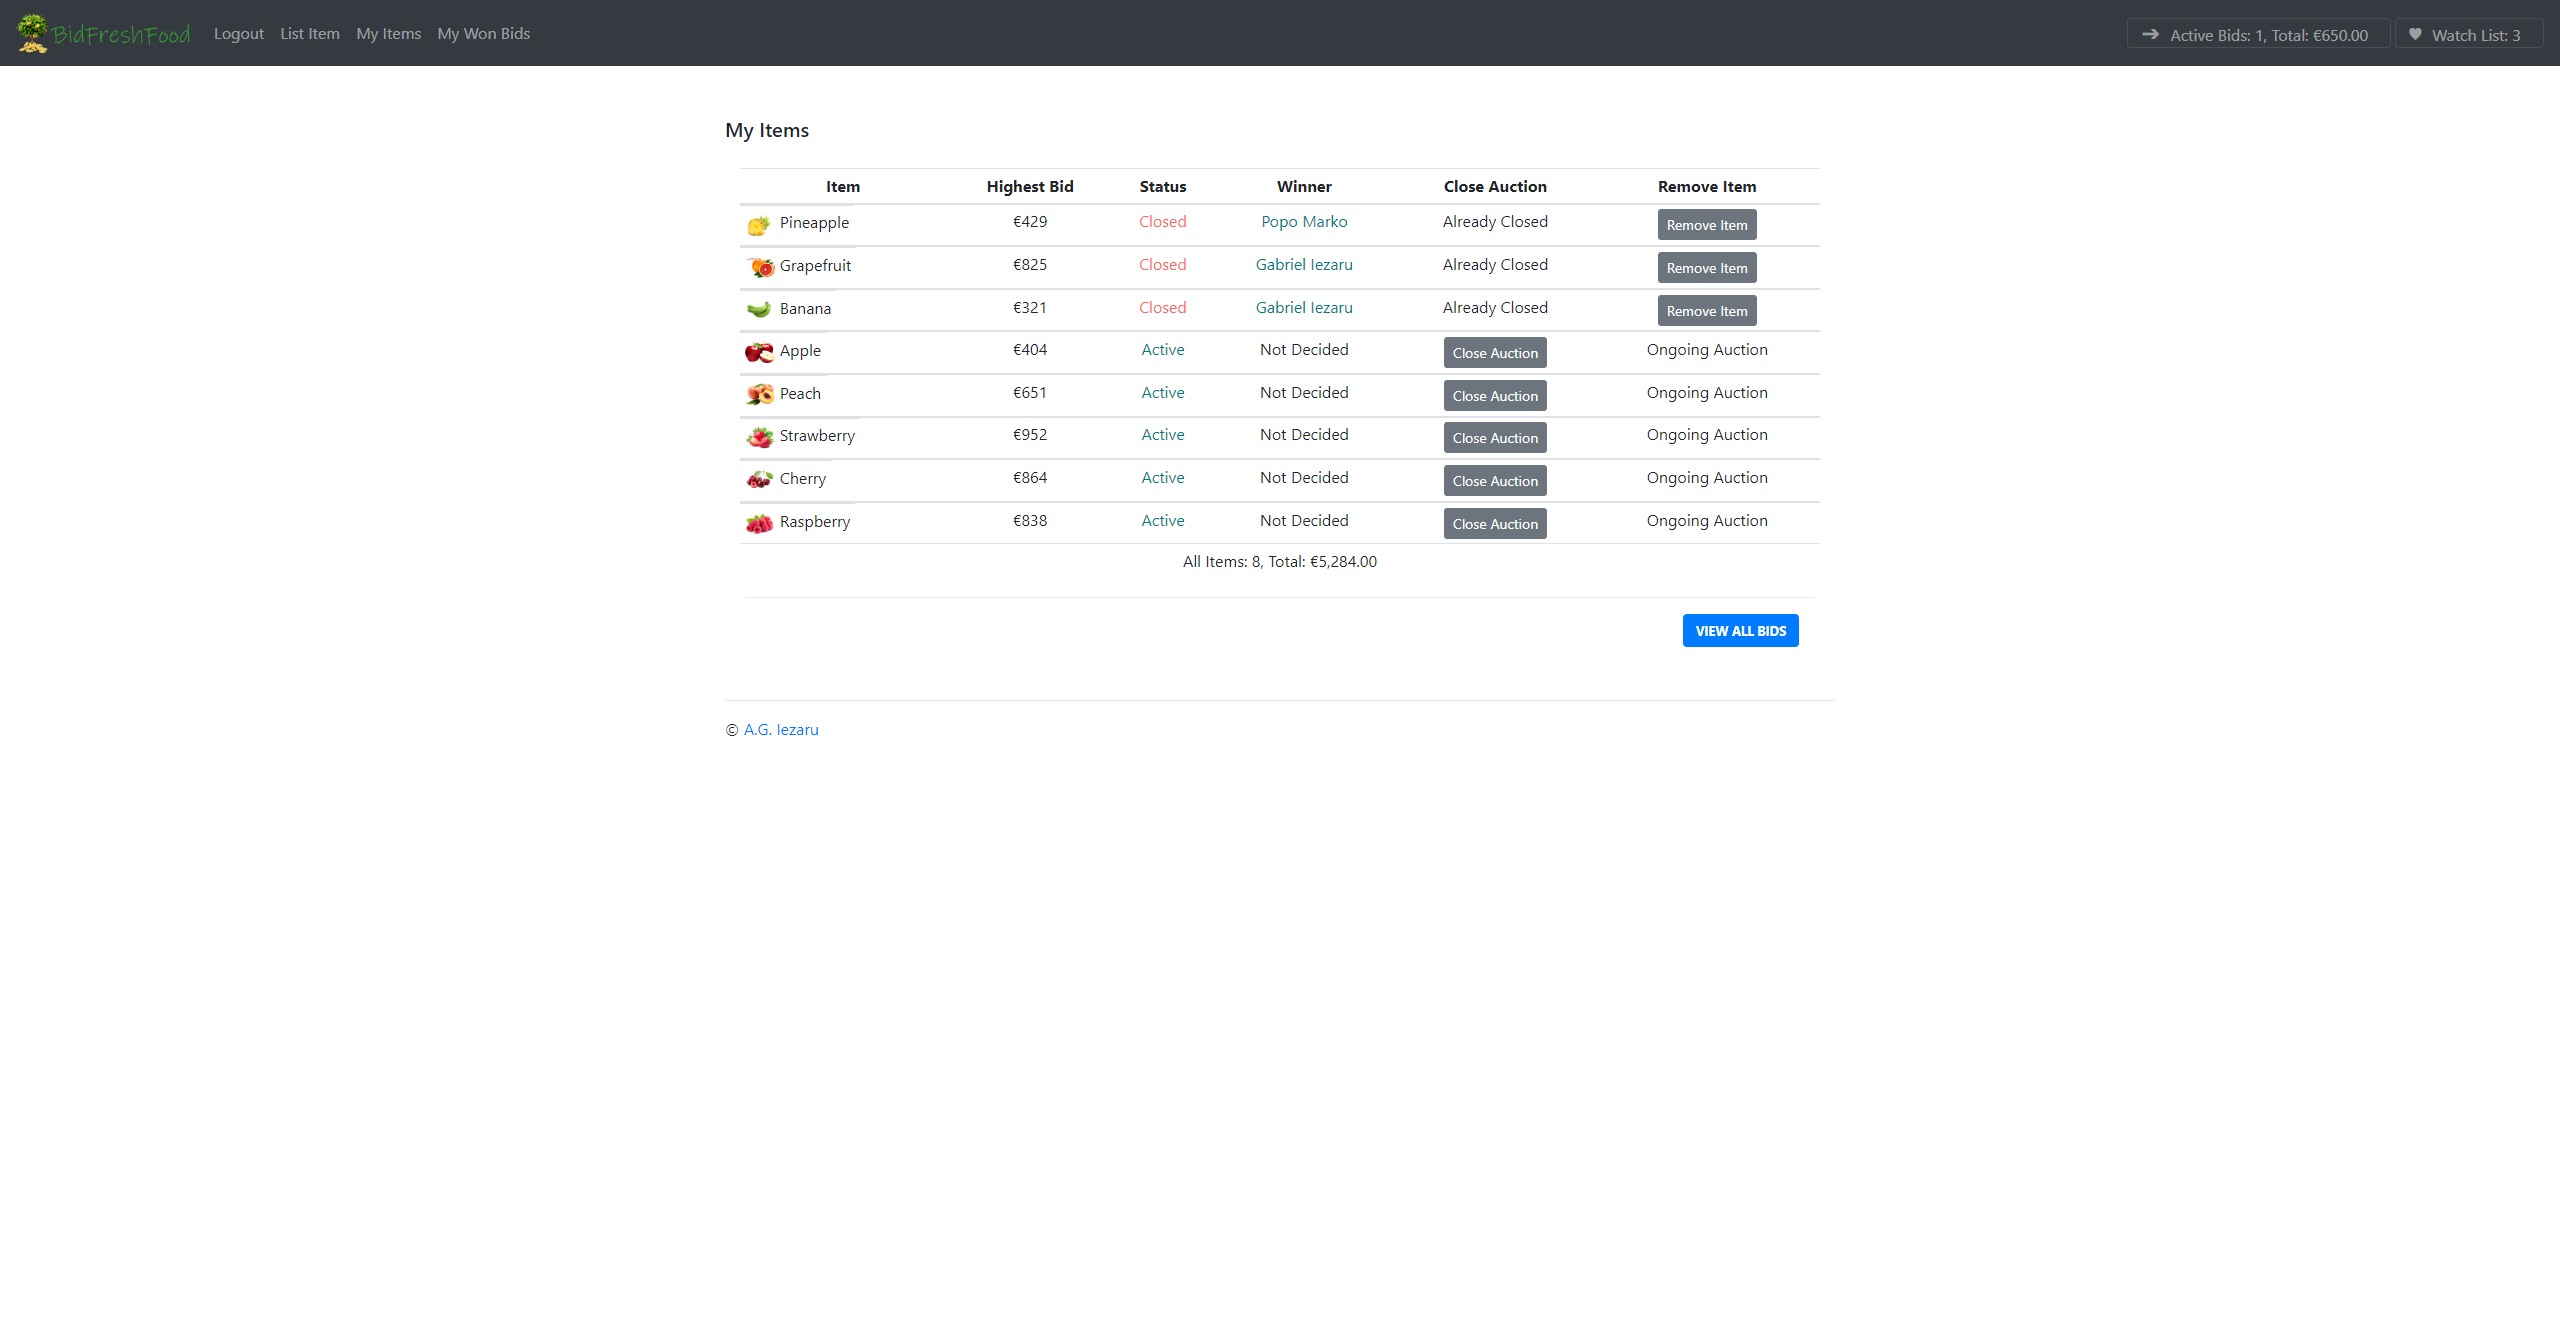 BidFreshFood Logout List Item My Items My Won Bids Active Bids: 1, Total: €650.00 Watch List: 3
My Items
Item Highest Bid Status Winner Close Auction Remove Item
Pineapple €429 Closed Popo Marko Already Closed Remove Item
Grapefruit €825 Closed Gabriel Iezaru Already Closed Remove Item
Banana €321 Closed Gabriel Iezaru Already Closed Remove Item
Apple €404 Active Not Decided Close Auction Ongoing Auction
Peach €651 Active Not Decided Close Auction Ongoing Auction
Strawberry €952 Active Not Decided Close Auction Ongoing Auction
Cherry €864 Active Not Decided Close Auction Ongoing Auction
Raspberry €838 Active Not Decided Close Auction Ongoing Auction
All Items: 8, Total: €5,284.00
VIEW ALL BIDS
© A.G. Iezaru